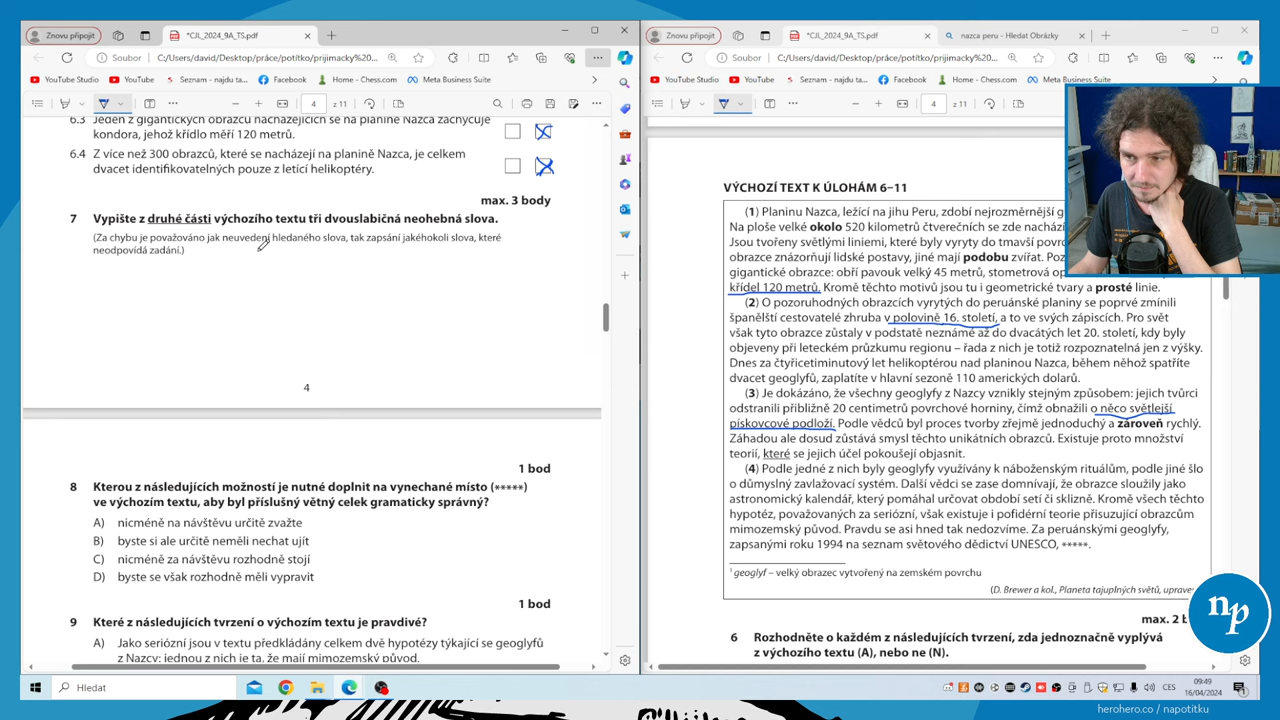 Znovu připojit
*CJL_2024_9A_TS.pdf
Soubor
C:/Users/david/Desktop/práce/potítko/prijimacky%20...
YouTube Studio
YouTube
Seznam - najdu ta...
Facebook
Home - Chess.com
Meta Business Suite
4
z 11
6.3 Jeden z gigantických obrazců nacházejících se na planině Nazca zachycuje
kondora, jehož křídlo měří 120 metrů.
6.4 Z více než 300 obrazců, které se nacházejí na planině Nazca, je celkem
dvacet identifikovatelných pouze z letící helikoptéry.
max. 3 body
7 Vypište z druhé části výchozího textu tři dvouslabičná neohebná slova.
(Za chybu je považováno jak neuvedení hledaného slova, tak zapsání jakéhokoli slova, které
neodpovídá zadání.)
4
1 bod
8 Kterou z následujících možností je nutné doplnit na vynechané místo (*****)
ve výchozím textu, aby byl příslušný větný celek gramaticky správný?
A) nicméně na návštěvu určitě zvažte
B) byste si ale určitě neměli nechat ujít
C) nicméně za návštěvu rozhodně stojí
D) byste se však rozhodně měli vypravit
1 bod
9 Které z následujících tvrzení o výchozím textu je pravdivé?
A) Jako seriózní jsou v textu předkládány celkem dvě hypotézy týkající se geoglyfů
z Nazcy; jednou z nich je ta, že mají mimozemský původ.
Znovu připojit
*CJL_2024_9A_TS.pdf
nazca peru - Hledat Obrázky
Soubor
C:/Users/david/Desktop/práce/potítko/prijimacky%20...
YouTube Studio
YouTube
Seznam - najdu ta...
Facebook
Home - Chess.com
4
z 11
VÝCHOZÍ TEXT K ÚLOHÁM 6–11
(1) Planinu Nazca, ležící na jihu Peru, zdobí nejrozměrnější g
Na ploše velké okolo 520 kilometrů čtverečních se zde nachází
Jsou tvořeny světlými liniemi, které byly vyryty do tmavší povrc
obrazce znázorňují lidské postavy, jiné mají podobu zvířat. Poz
gigantické obrazce: obří pavouk velký 45 metrů, stometrová op
křídel 120 metrů. Kromě těchto motivů jsou tu i geometrické tvary a prosté linie.
(2) O pozoruhodných obrazcích vyrytých do peruánské planiny se poprvé zmínili
španělští cestovatelé zhruba v polovině 16. století, a to ve svých zápiscích. Pro svět
však tyto obrazce zůstaly v podstatě neznámé až do dvacátých let 20. století, kdy byly
objeveny při leteckém průzkumu regionu – řada z nich je totiž rozpoznatelná jen z výšky.
Dnes za čtyřicetiminutový let helikoptérou nad planinou Nazca, během něhož spatříte
dvacet geoglyfů, zaplatíte v hlavní sezoně 110 amerických dolarů.
(3) Je dokázáno, že všechny geoglyfy z Nazcy vznikly stejným způsobem: jejich tvůrci
odstranili přibližně 20 centimetrů povrchové horniny, čímž obnažili o něco světlejší
pískovcové podloží. Podle vědců byl proces tvorby zřejmě jednoduchý a zároveň rychlý.
Záhadou ale dosud zůstává smysl těchto unikátních obrazců. Existuje proto množství
teorií, které se jejich účel pokoušejí objasnit.
(4) Podle jedné z nich byly geoglyfy využívány k náboženským rituálům, podle jiné šlo
o důmyslný zavlažovací systém. Další vědci se zase domnívají, že obrazce sloužily jako
astronomický kalendář, který pomáhal určovat období setí či sklizně. Kromě všech těchto
hypotéz, považovaných za seriózní, však existuje i pofidérní teorie přisuzující obrazcům
mimozemský původ. Pravdu se asi hned tak nedozvíme. Za peruánskými geoglyfy,
zapsanými roku 1994 na seznam světového dědictví UNESCO, *****.
1 geoglyf – velký obrazec vytvořený na zemském povrchu
(D. Brewer a kol., Planeta tajuplných světů, uprave
max. 2 b
6 Rozhodněte o každém z následujících tvrzení, zda jednoznačně vyplývá
z výchozího textu (A), nebo ne (N).
np
Hledat
CES
09:49
16/04/2024
herohero.co / napotitku